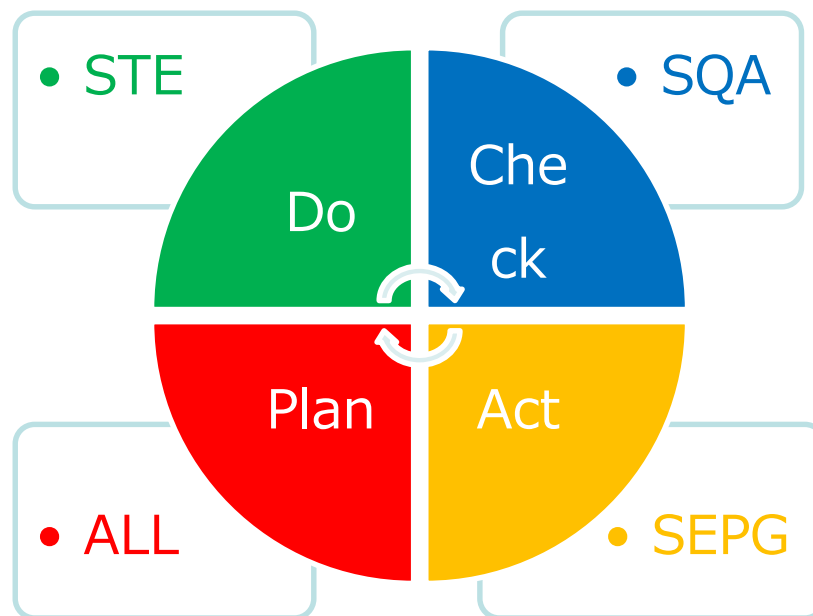 • STE
• SQA
Do
Che
ck
Plan
Act
• ALL
• SEPG